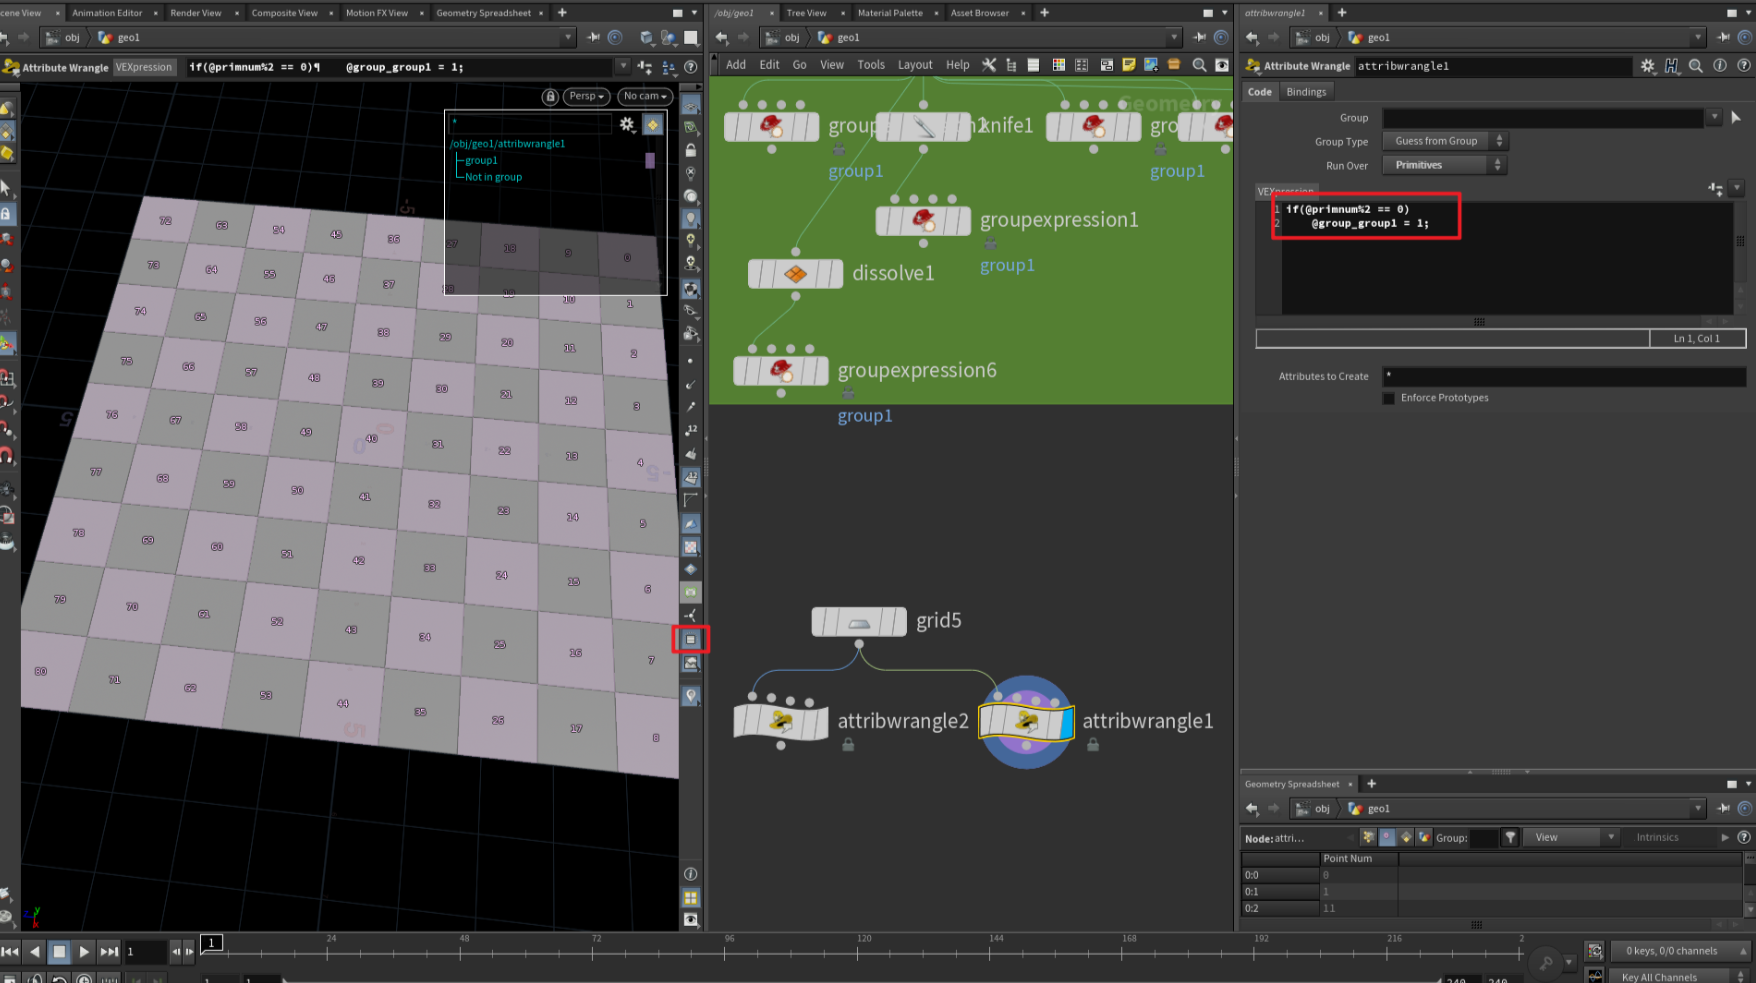 cene View
Animation Editor
Render View
Composite View
Motion FX View
Geometry Spreadsheet
obj
geo1
Attribute Wrangle
VEXpression
if(@primnum%2 == 0)¶ @group_group1 = 1;
Persp
No cam
*
/obj/geo1/attribwrangle1
group1
Not in group
72 63 54 45 36 27 18 9 0
73 64 55 46 37 28 19 10 1
74 65 56 47 38 29 20 11 2
75 66 57 48 39 30 21 12 3
76 67 58 49 40 31 22 13 4
77 68 59 50 41 32 23 14 5
78 69 60 51 42 33 24 15 6
79 70 61 52 43 34 25 16 7
80 71 62 53 44 35 26 17 8
/obj/geo1
Tree View
Material Palette
Asset Browser
obj
geo1
Add Edit Go View Tools Layout Help
Geometry
knife1
group1
group1
groupexpression1
group1
dissolve1
groupexpression6
group1
grid5
attribwrangle2
attribwrangle1
attribwrangle1
obj
geo1
Attribute Wrangle
attribwrangle1
Code
Bindings
Group
Group Type
Guess from Group
Run Over
Primitives
VEXpression
1 if(@primnum%2 == 0)
2 @group_group1 = 1;
Ln 1, Col 1
Attributes to Create
*
Enforce Prototypes
Geometry Spreadsheet
obj
geo1
Node: attri...
Group:
View
Intrinsics
Point Num
0:0 0
0:1 1
0:2 11
1
1
24 48 72 96 120 144 168 192 216 2
0 keys, 0/0 channels
1 1
240 240
Key All Channels